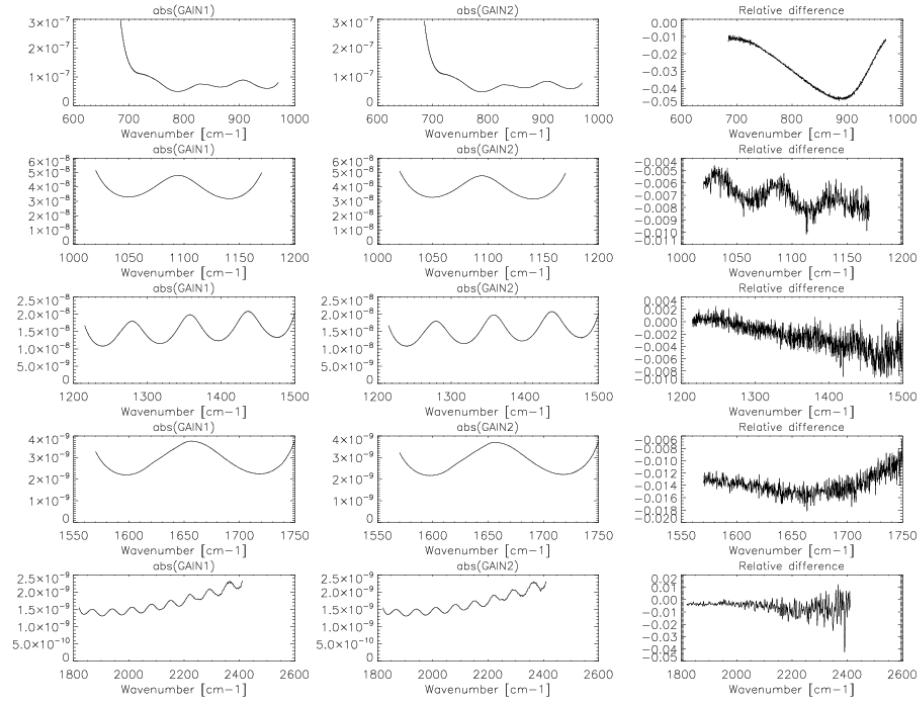 abs(GAIN1) abs(GAIN2) Relative difference
3×10⁻⁷ 3×10⁻⁷ 0.00
2×10⁻⁷ 2×10⁻⁷ -0.01
-0.02
1×10⁻⁷ 1×10⁻⁷ -0.03
-0.04
0 0 -0.05
600 700 800 900 1000 600 700 800 900 1000 600 700 800 900 1000
Wavenumber [cm-1] Wavenumber [cm-1] Wavenumber [cm-1]
abs(GAIN1) abs(GAIN2) Relative difference
6×10⁻⁸ 6×10⁻⁸ -0.004
5×10⁻⁸ 5×10⁻⁸ -0.005
4×10⁻⁸ 4×10⁻⁸ -0.006
3×10⁻⁸ 3×10⁻⁸ -0.007
2×10⁻⁸ 2×10⁻⁸ -0.008
1×10⁻⁸ 1×10⁻⁸ -0.009
-0.010
0 0 -0.011
1000 1050 1100 1150 1200 1000 1050 1100 1150 1200 1000 1050 1100 1150 1200
Wavenumber [cm-1] Wavenumber [cm-1] Wavenumber [cm-1]
abs(GAIN1) abs(GAIN2) Relative difference
2.5×10⁻⁸ 2.5×10⁻⁸ 0.004
2.0×10⁻⁸ 2.0×10⁻⁸ 0.002
1.5×10⁻⁸ 1.5×10⁻⁸ 0.000
-0.002
1.0×10⁻⁸ 1.0×10⁻⁸ -0.004
5.0×10⁻⁹ 5.0×10⁻⁹ -0.006
-0.008
0 0 -0.010
1200 1300 1400 1500 1200 1300 1400 1500 1200 1300 1400 1500
Wavenumber [cm-1] Wavenumber [cm-1] Wavenumber [cm-1]
abs(GAIN1) abs(GAIN2) Relative difference
4×10⁻⁹ 4×10⁻⁹ -0.006
-0.008
3×10⁻⁹ 3×10⁻⁹ -0.010
2×10⁻⁹ 2×10⁻⁹ -0.012
-0.014
1×10⁻⁹ 1×10⁻⁹ -0.016
-0.018
0 0 -0.020
1550 1600 1650 1700 1750 1550 1600 1650 1700 1750 1550 1600 1650 1700 1750
Wavenumber [cm-1] Wavenumber [cm-1] Wavenumber [cm-1]
abs(GAIN1) abs(GAIN2) Relative difference
2.5×10⁻⁹ 2.5×10⁻⁹ 0.02
2.0×10⁻⁹ 2.0×10⁻⁹ 0.01
0.00
1.5×10⁻⁹ 1.5×10⁻⁹ -0.01
1.0×10⁻⁹ 1.0×10⁻⁹ -0.02
-0.03
5.0×10⁻¹⁰ 5.0×10⁻¹⁰ -0.04
0 0 -0.05
1800 2000 2200 2400 2600 1800 2000 2200 2400 2600 1800 2000 2200 2400 2600
Wavenumber [cm-1] Wavenumber [cm-1] Wavenumber [cm-1]